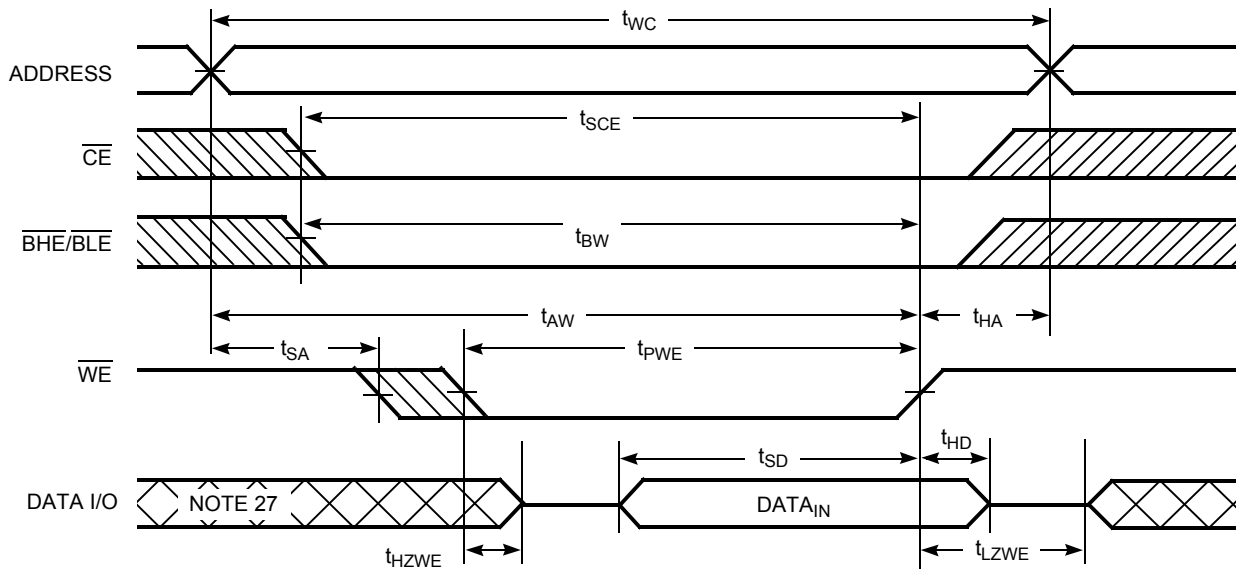 tWC
ADDRESS
tSCE
CE
tBW
BHE/BLE
tAW
tHA
tSA
tPWE
WE
tSD
tHD
DATA I/O
NOTE 27
DATAIN
tHZWE
tLZWE